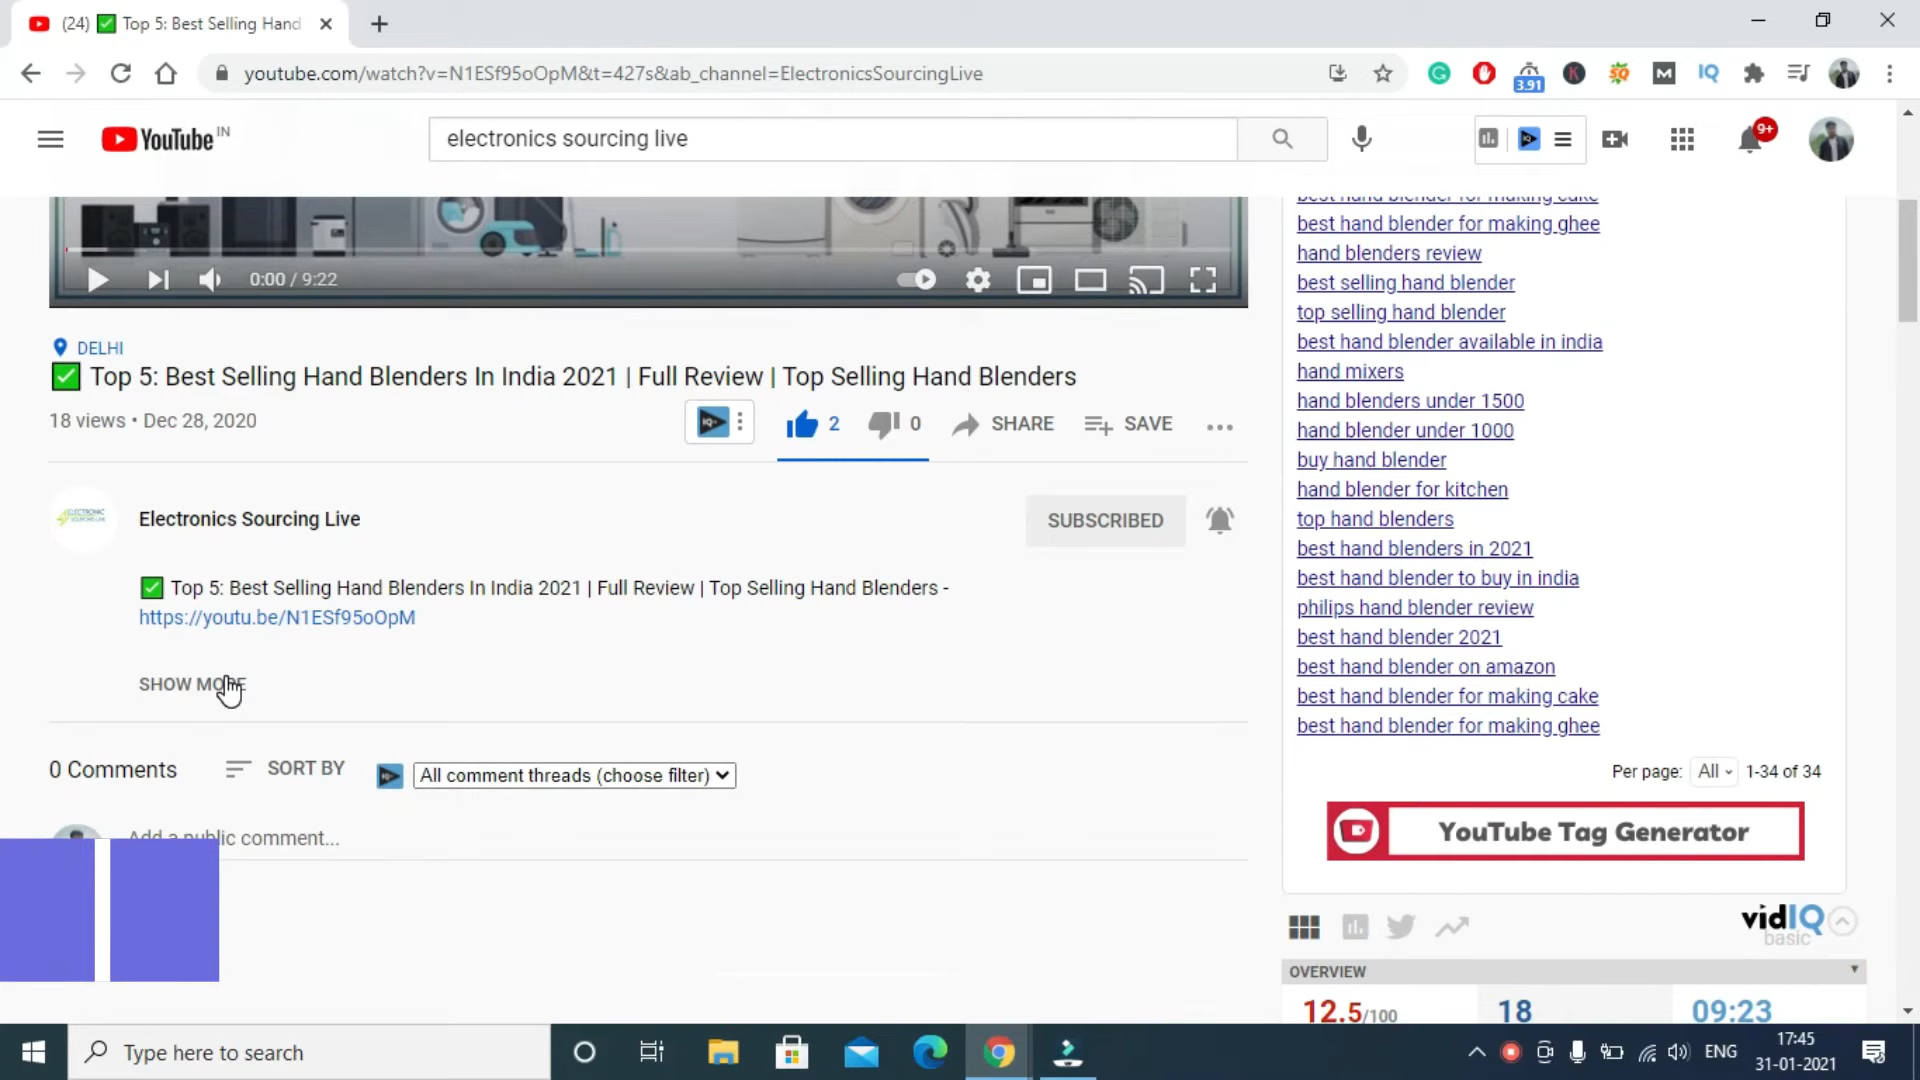 (24) ✅ Top 5: Best Selling Hand
youtube.com/watch?v=N1ESf95oOpM&t=427s&ab_channel=ElectronicsSourcingLive
3.91
YouTube IN
electronics sourcing live
9+
0:00 / 9:22
DELHI
✅ Top 5: Best Selling Hand Blenders In India 2021 | Full Review | Top Selling Hand Blenders
18 views • Dec 28, 2020
2
0
SHARE
SAVE
Electronics Sourcing Live
SUBSCRIBED
✅ Top 5: Best Selling Hand Blenders In India 2021 | Full Review | Top Selling Hand Blenders -
https://youtu.be/N1ESf95oOpM
SHOW MORE
0 Comments
SORT BY
All comment threads (choose filter)
Add a public comment...
best hand blender for making cake
best hand blender for making ghee
hand blenders review
best selling hand blender
top selling hand blender
best hand blender available in india
hand mixers
hand blenders under 1500
hand blender under 1000
buy hand blender
hand blender for kitchen
top hand blenders
best hand blenders in 2021
best hand blender to buy in india
philips hand blender review
best hand blender 2021
best hand blender on amazon
best hand blender for making cake
best hand blender for making ghee
Per page: All 1-34 of 34
YouTube Tag Generator
vidIQ
basic
OVERVIEW
12.5/100
18
09:23
Type here to search
ENG
17:45
31-01-2021